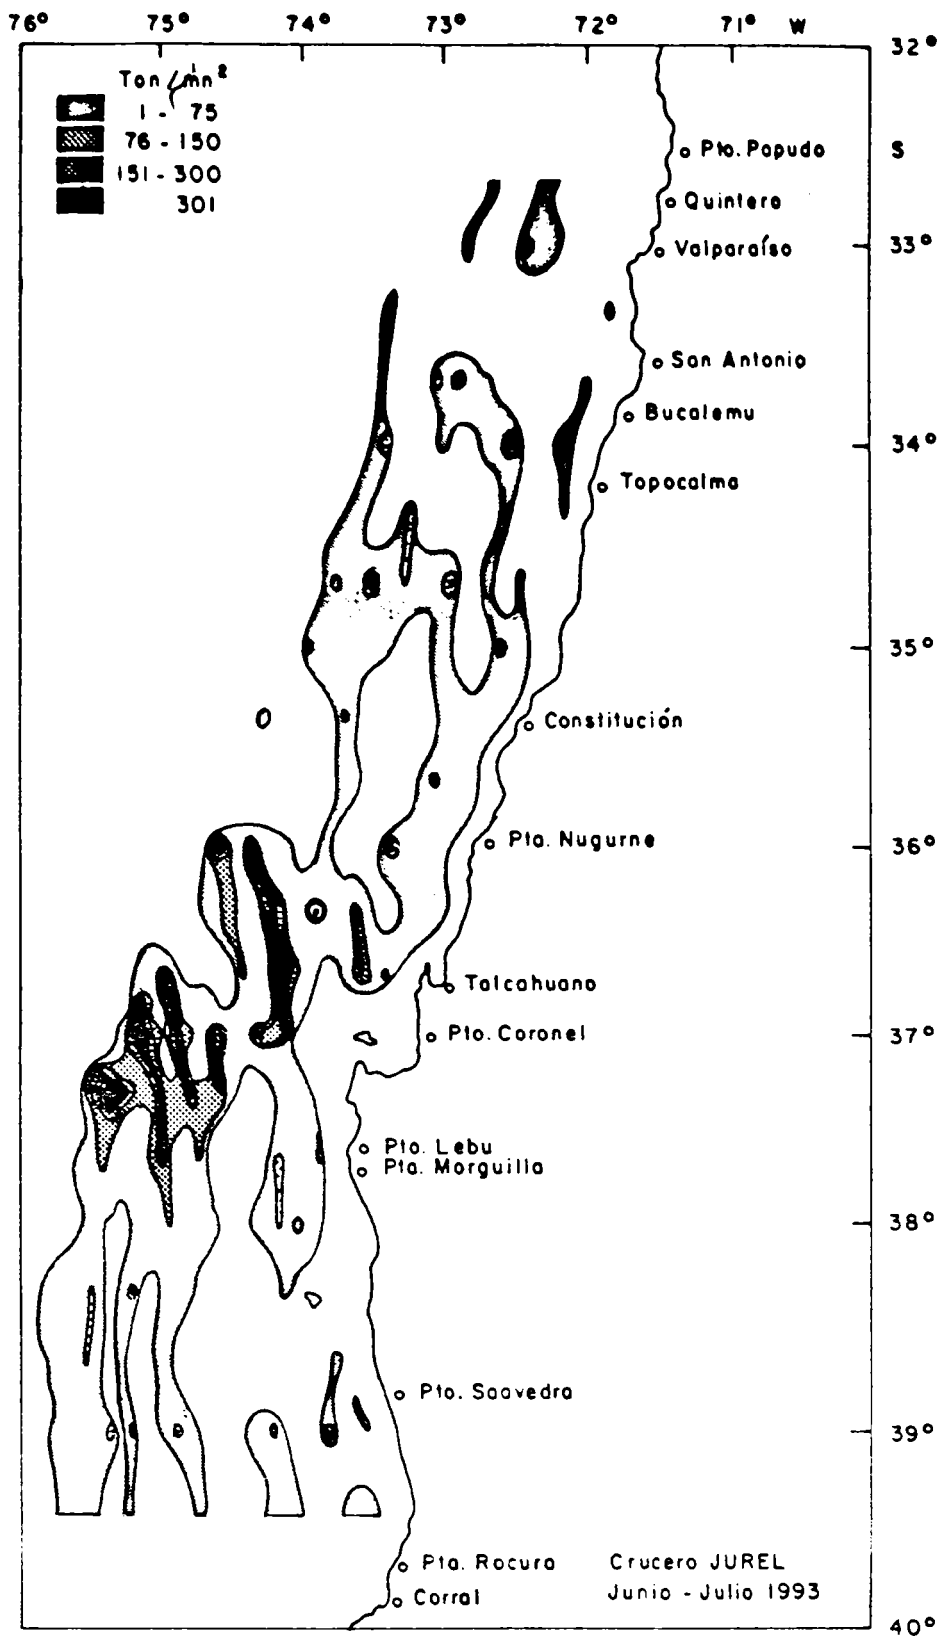 76° 75° 74° 73° 72° 71° W
32°
Ton/mn²
1 - 75
76 - 150
151 - 300
301
Pto. Papudo
S
Quintero
Valparaíso
33°
San Antonio
Bucalemu
34°
Topocalma
35°
Constitución
Pta. Nugurne
36°
Talcahuano
Pto. Coronel
37°
Pto. Lebu
Pta. Morguilla
38°
Pto. Saavedra
39°
Pta. Rocura
Crucero JUREL
Corral
Junio - Julio 1993
40°